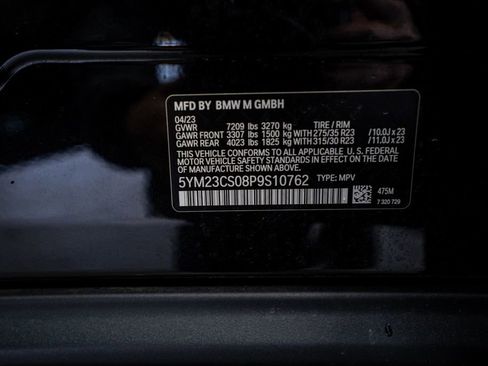 MFD BY BMW M GMBH
04/23
GVWR 7209 lbs 3270 kg TIRE / RIM
GAWR FRONT 3307 lbs 1500 kg WITH 275/35 R23 /10.0J x 23
GAWR REAR 4023 lbs 1825 kg WITH 315/30 R23 /11.0J x 23
THIS VEHICLE CONFORMS TO ALL APPLICABLE U. S. FEDERAL
MOTOR VEHICLE SAFETY STANDARDS IN EFFECT ON THE DATE OF
MANUFACTURE SHOWN ABOVE.
5YM23CS08P9S10762 TYPE: MPV
475M
7 320 729